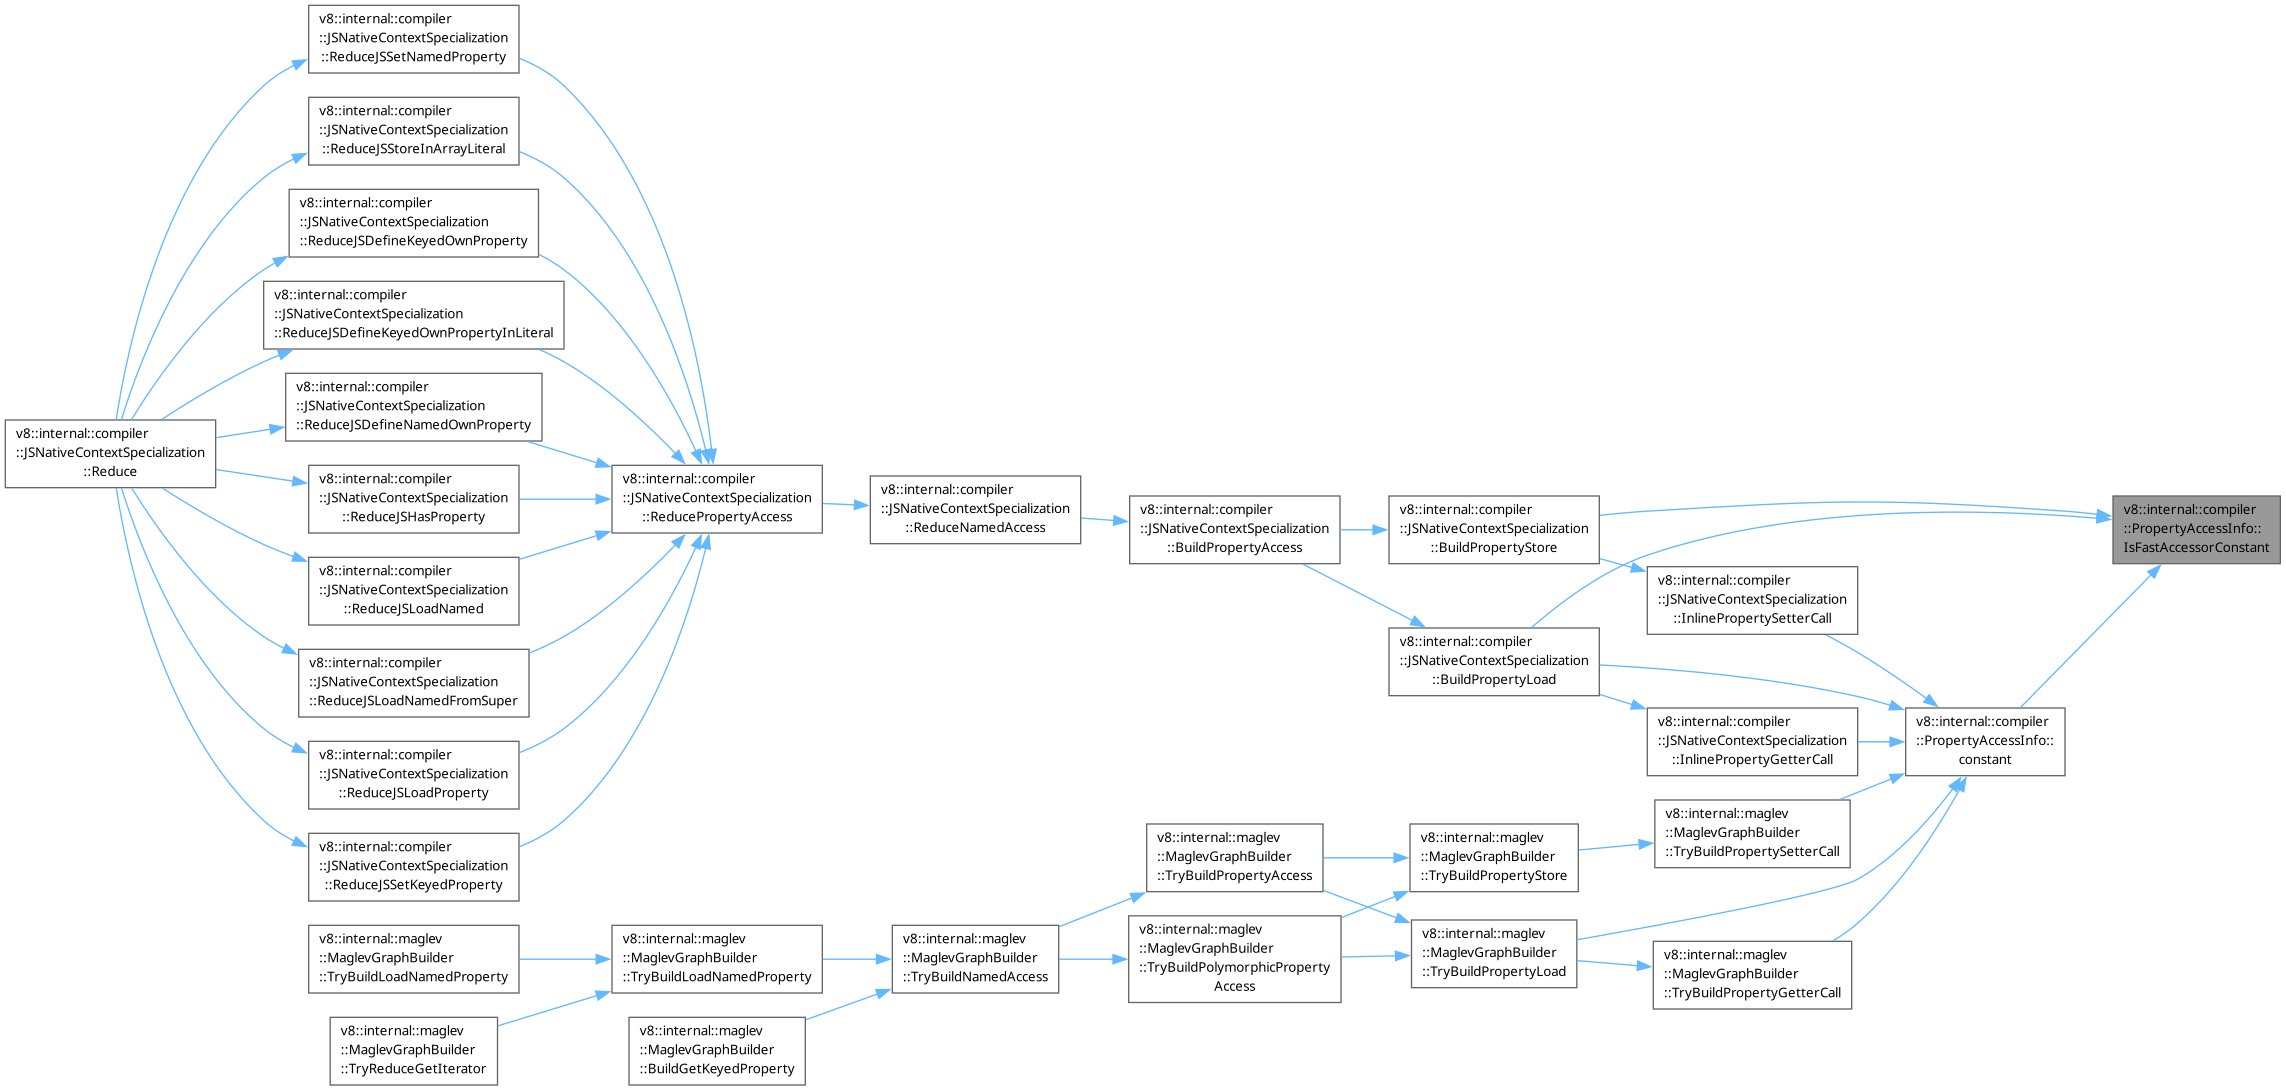 v8::internal::compiler
::JSNativeContextSpecialization
::ReduceJSSetNamedProperty
v8::internal::compiler
::JSNativeContextSpecialization
::ReduceJSStoreInArrayLiteral
v8::internal::compiler
::JSNativeContextSpecialization
::ReduceJSDefineKeyedOwnProperty
v8::internal::compiler
::JSNativeContextSpecialization
::ReduceJSDefineKeyedOwnPropertyInLiteral
v8::internal::compiler
::JSNativeContextSpecialization
::ReduceJSDefineNamedOwnProperty
v8::internal::compiler
::JSNativeContextSpecialization
::Reduce
v8::internal::compiler
::JSNativeContextSpecialization
::ReduceJSHasProperty
v8::internal::compiler
::JSNativeContextSpecialization
::ReducePropertyAccess
v8::internal::compiler
::JSNativeContextSpecialization
::ReduceNamedAccess
v8::internal::compiler
::JSNativeContextSpecialization
::BuildPropertyAccess
v8::internal::compiler
::JSNativeContextSpecialization
::BuildPropertyStore
v8::internal::compiler
::PropertyAccessInfo::
IsFastAccessorConstant
v8::internal::compiler
::JSNativeContextSpecialization
::ReduceJSLoadNamed
v8::internal::compiler
::JSNativeContextSpecialization
::InlinePropertySetterCall
v8::internal::compiler
::JSNativeContextSpecialization
::BuildPropertyLoad
v8::internal::compiler
::JSNativeContextSpecialization
::ReduceJSLoadNamedFromSuper
v8::internal::compiler
::JSNativeContextSpecialization
::InlinePropertyGetterCall
v8::internal::compiler
::PropertyAccessInfo::
constant
v8::internal::compiler
::JSNativeContextSpecialization
::ReduceJSLoadProperty
v8::internal::maglev
::MaglevGraphBuilder
::TryBuildPropertySetterCall
v8::internal::maglev
::MaglevGraphBuilder
::TryBuildPropertyAccess
v8::internal::maglev
::MaglevGraphBuilder
::TryBuildPropertyStore
v8::internal::compiler
::JSNativeContextSpecialization
::ReduceJSSetKeyedProperty
v8::internal::maglev
::MaglevGraphBuilder
::TryBuildLoadNamedProperty
v8::internal::maglev
::MaglevGraphBuilder
::TryBuildLoadNamedProperty
v8::internal::maglev
::MaglevGraphBuilder
::TryBuildNamedAccess
v8::internal::maglev
::MaglevGraphBuilder
::TryBuildPolymorphicProperty
Access
v8::internal::maglev
::MaglevGraphBuilder
::TryBuildPropertyLoad
v8::internal::maglev
::MaglevGraphBuilder
::TryBuildPropertyGetterCall
v8::internal::maglev
::MaglevGraphBuilder
::TryReduceGetIterator
v8::internal::maglev
::MaglevGraphBuilder
::BuildGetKeyedProperty